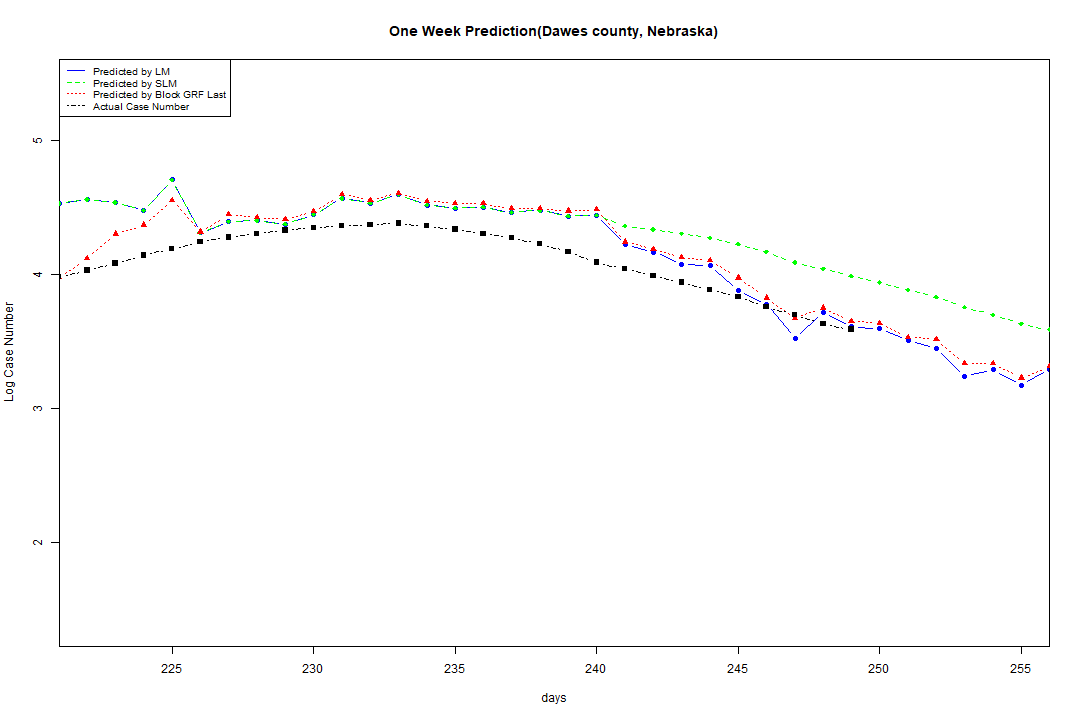 One Week Prediction(Dawes county, Nebraska)
Predicted by LM
Predicted by SLM
Predicted by Block GRF Last
Actual Case Number
Log Case Number
5
4
3
2
225 230 235 240 245 250 255
days